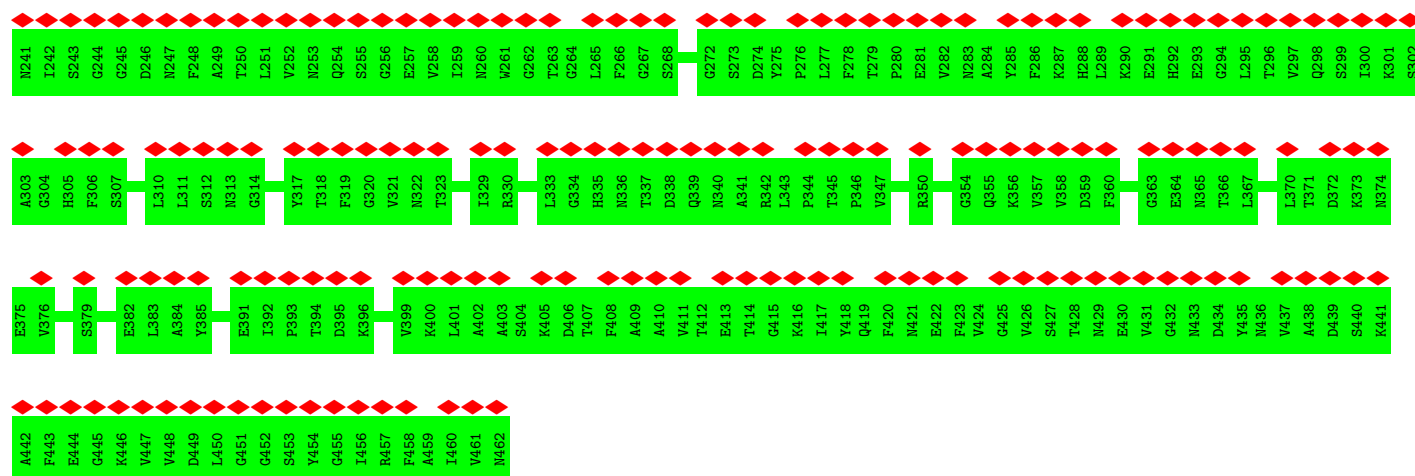 N241 I242 S243 G244 G245 D246 N247 F248 A249 T250 L251 V252 N253 Q254 S255 G256 E257 V258 I259 N260 W261 G262 T263 G264 L265 F266 G267 S268 G272 S273 D274 Y275 P276 L277 F278 T279 P280 E281 V282 N283 A284 Y285 F286 K287 H288 L289 K290 E291 H292 E293 G294 L295 T296 V297 Q298 S299 I300 K301 S302
A303 G304 H305 F306 S307 L310 L311 S312 N313 G314 Y317 T318 F319 G320 V321 N322 T323 I329 R330 L333 G334 H335 N336 T337 D338 Q339 N340 A341 R342 L343 P344 T345 P346 V347 R350 G354 Q355 K356 V357 V358 D359 F360 G363 E364 N365 T366 L367 L370 T371 D372 K373 N374
E375 V376 S379 E382 L383 A384 Y385 E391 I392 P393 T394 D395 K396 V399 K400 L401 A402 A403 S404 K405 D406 T407 F408 A409 A410 V411 T412 E413 T414 G415 K416 I417 Y418 Q419 F420 N421 E422 F423 V424 G425 V426 S427 T428 N429 E430 V431 G432 N433 D434 Y435 N436 V437 A438 D439 S440 K441
A442 F443 E444 G445 K446 V447 V448 D449 L450 G451 G452 S453 Y454 G455 I456 R457 F458 A459 I460 V461 N462